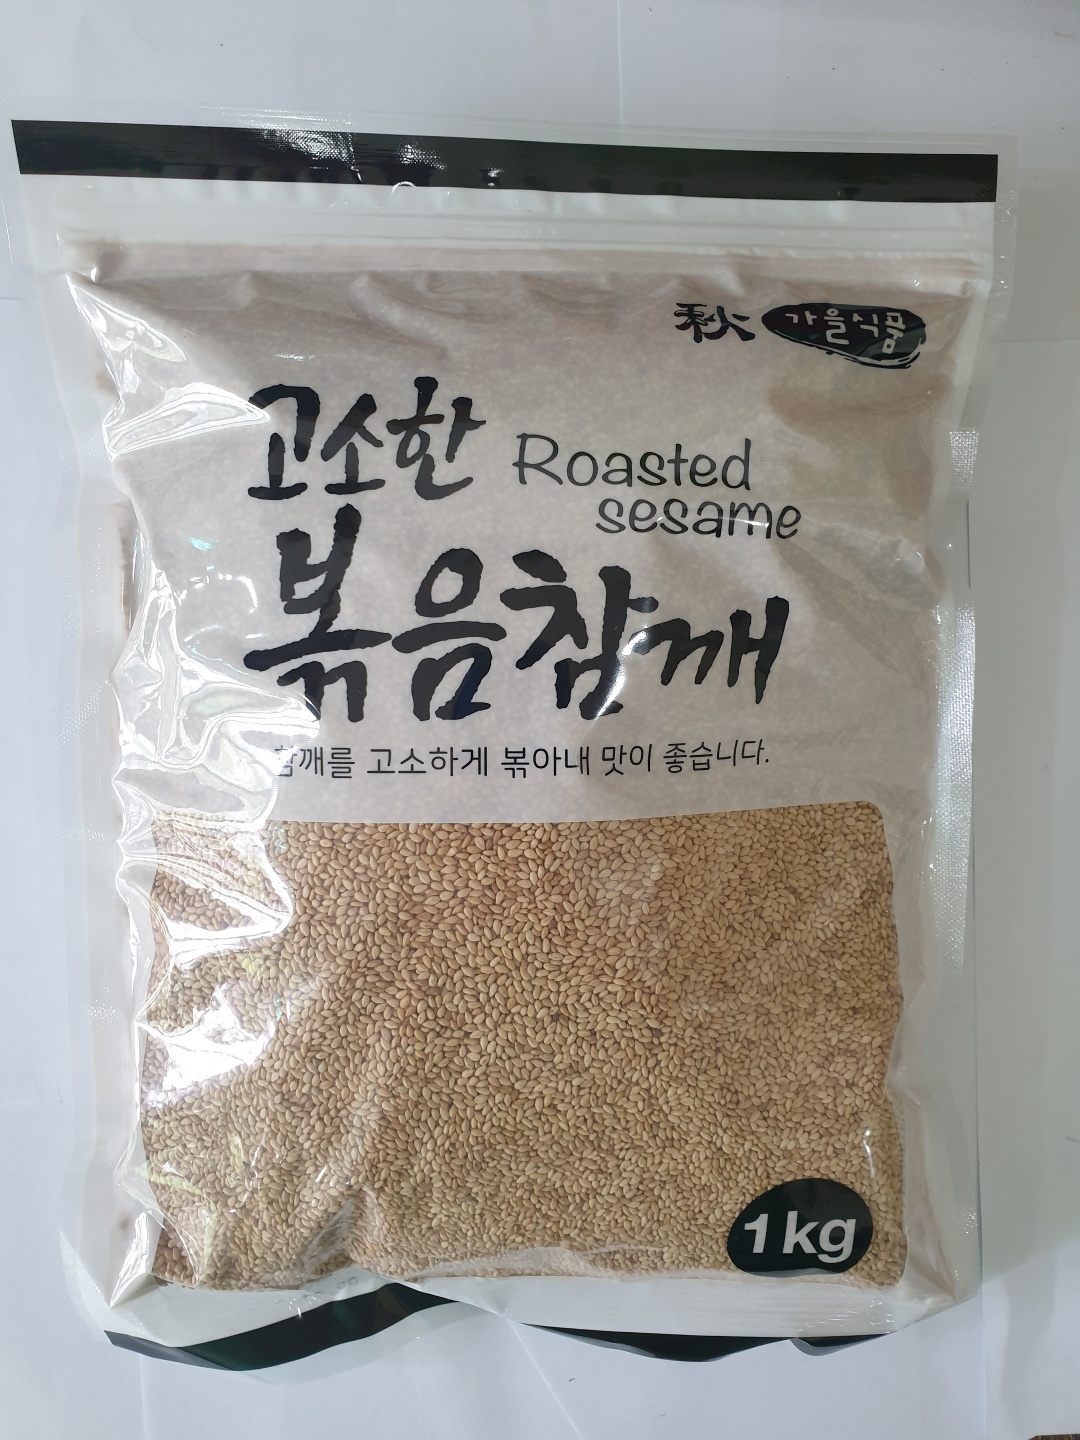 秋 가을식품
고소한
Roasted
sesame
볶음참깨
참깨를 고소하게 볶아내 맛이 좋습니다.
1kg